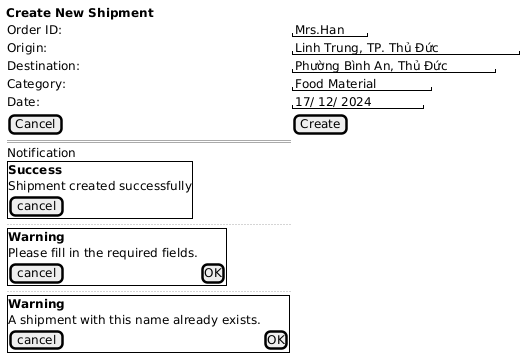 Create New Shipment
Order ID: Mrs.Han
Origin: Linh Trung, TP. Thủ Đức
Destination: Phường Bình An, Thủ Đức
Category: Food Material
Date: 17/ 12/ 2024
Cancel Create
Notification
Success
Shipment created successfully
cancel
Warning
Please fill in the required fields.
cancel OK
Warning
A shipment with this name already exists.
cancel OK